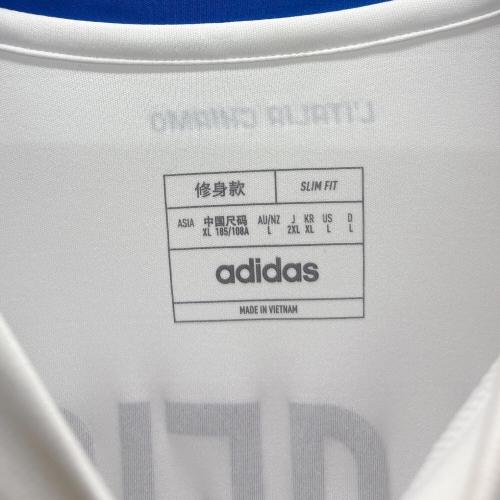 L'ITALIA CHIAMÒ
修身款 SLIM FIT
ASIA 中国尺码 AU/NZ J KR US D
XL 185/108A L 2XL XL L L
adidas
MADE IN VIETNAM